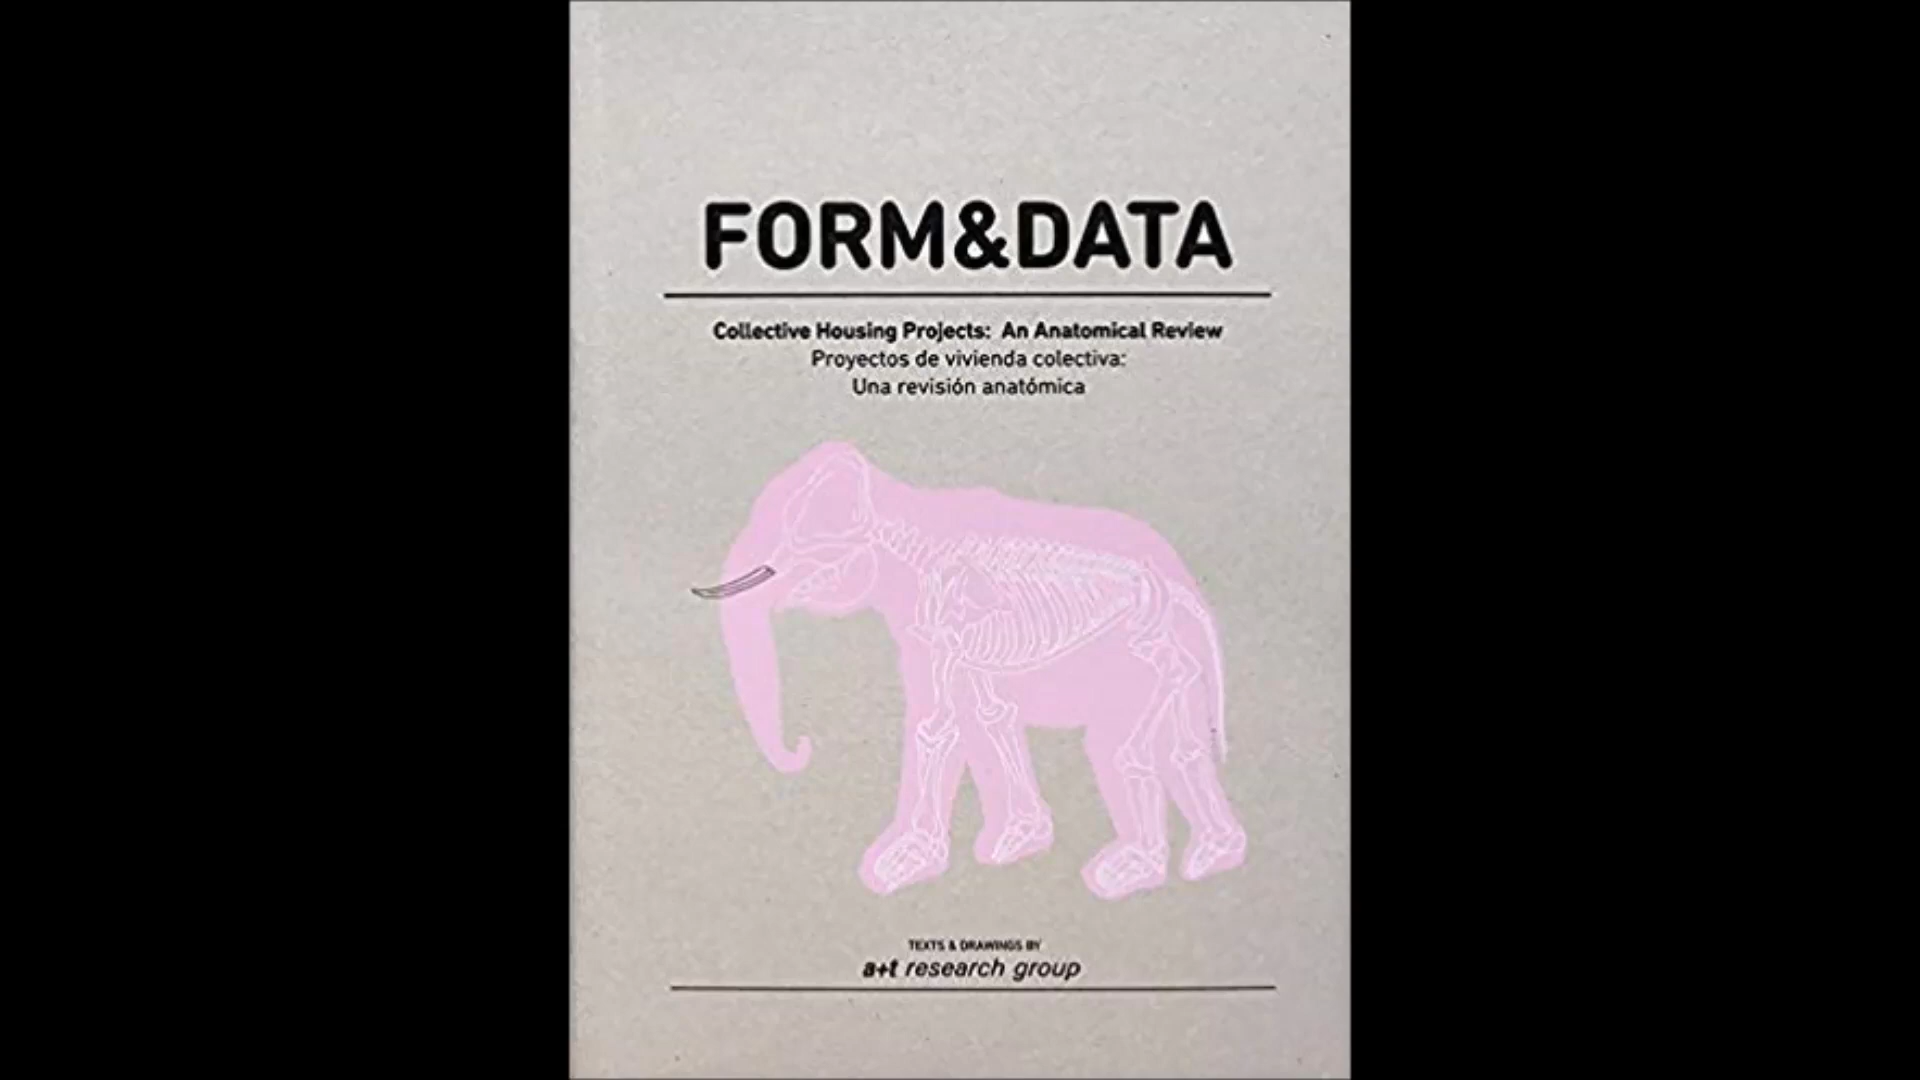 FORM&DATA
Collective Housing Projects: An Anatomical Review
Proyectos de vivienda colectiva:
Una revisión anatómica
TEXTS & DRAWINGS BY
a+t research group